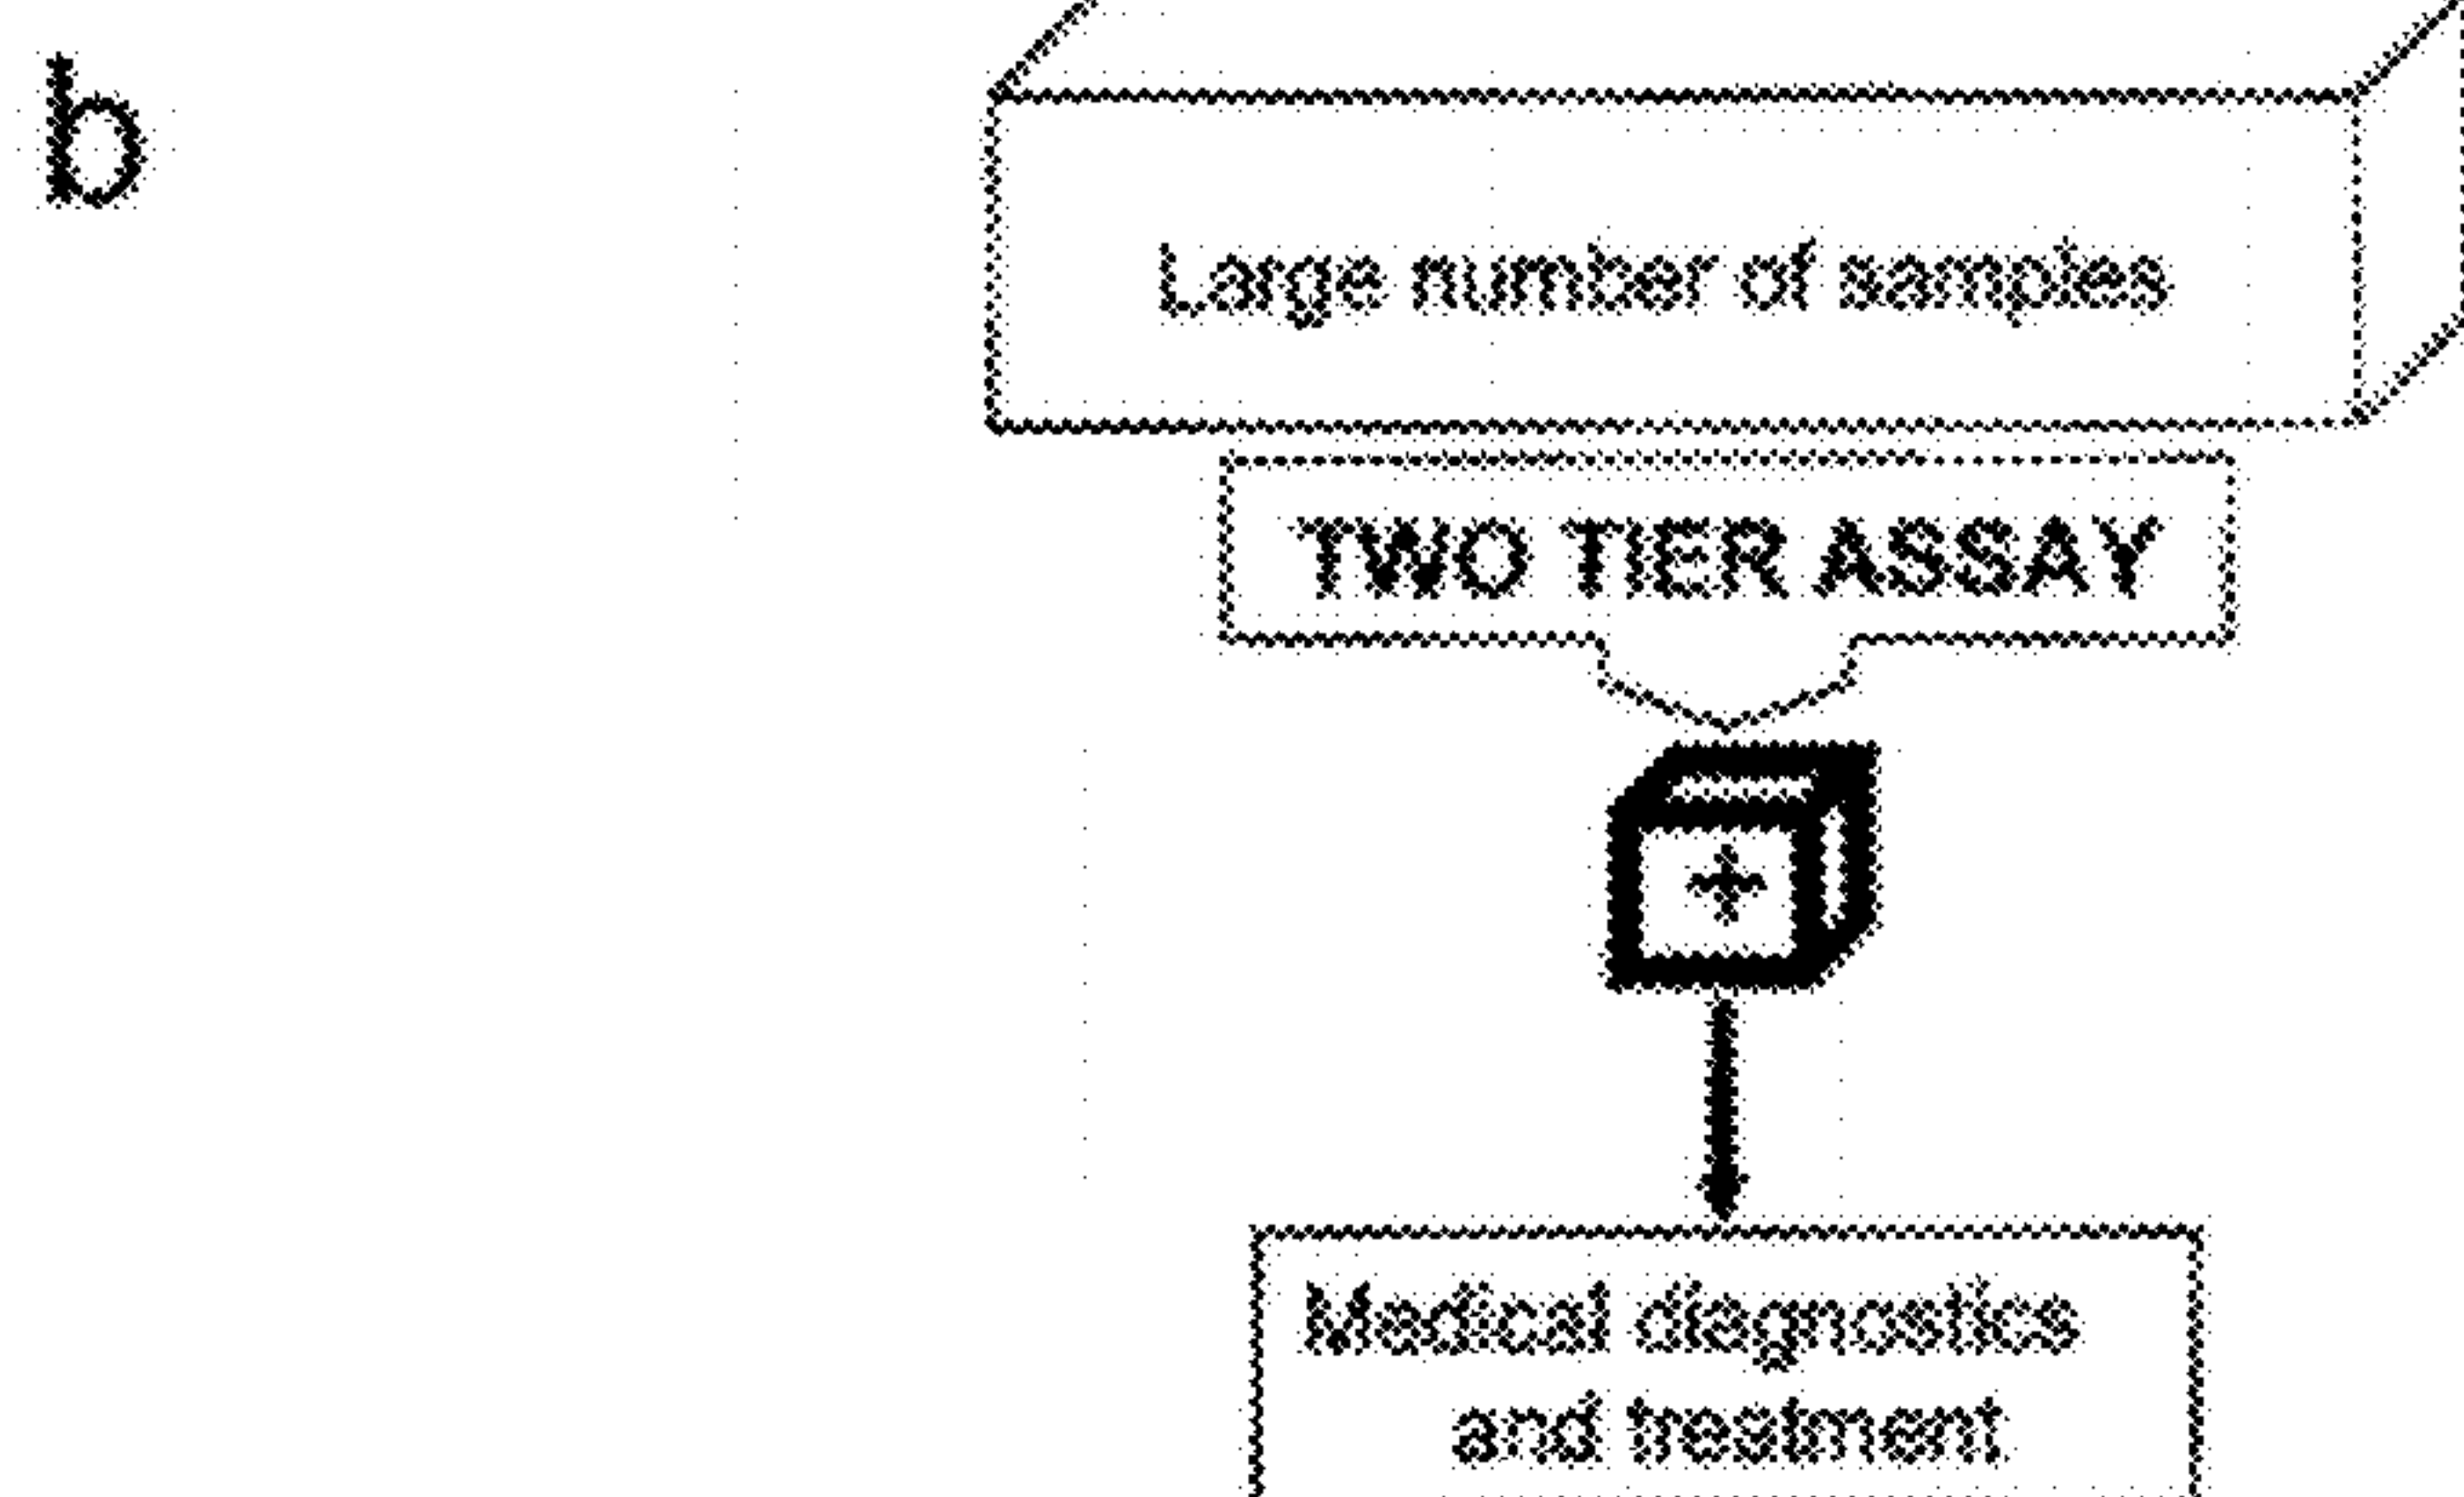 b
Large number of samples
TWO TIER ASSAY
+
Medical diagnostics
and treatment